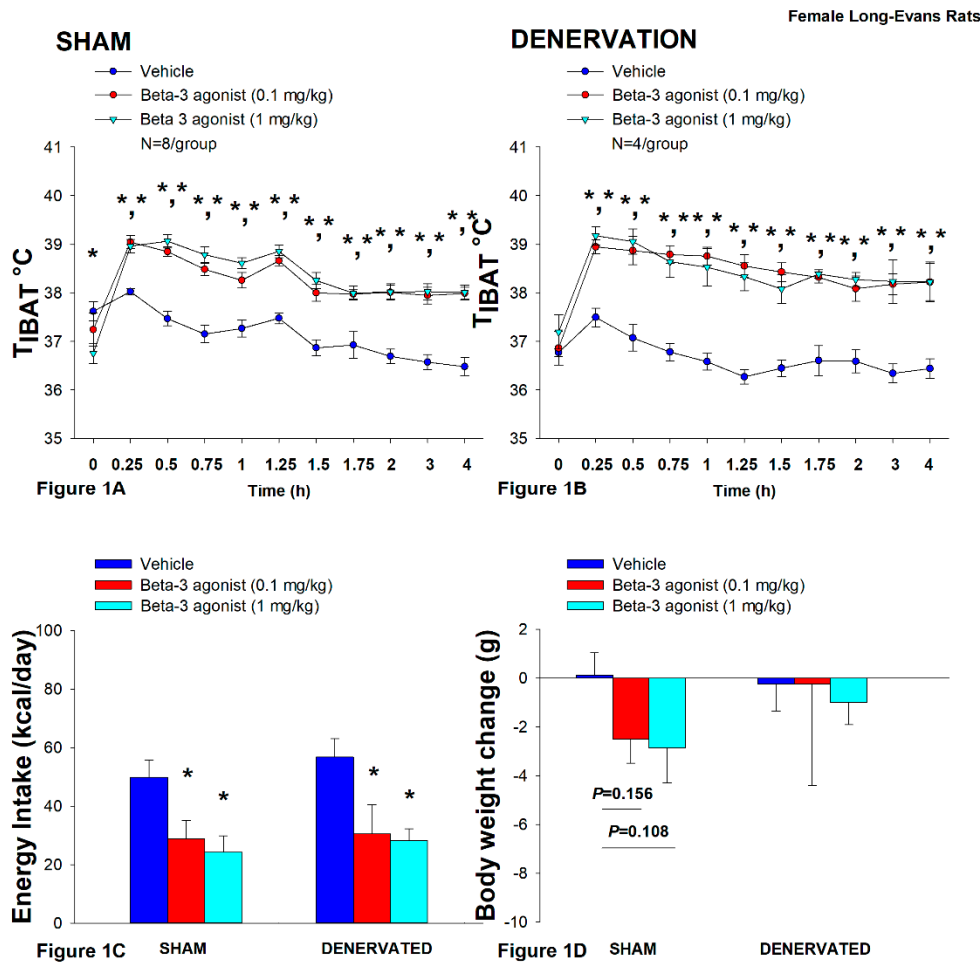 Female Long-Evans Rats
SHAM
Vehicle
Beta-3 agonist (0.1 mg/kg)
Beta 3 agonist (1 mg/kg)
N=8/group
41
40
39
38
37
36
35
TIBAT °C
* *,* *,* *,* *,* *,* *,* *,* *,* *,* *,*
0 0.25 0.5 0.75 1 1.25 1.5 1.75 2 3 4
Figure 1A
Time (h)
DENERVATION
Vehicle
Beta-3 agonist (0.1 mg/kg)
Beta-3 agonist (1 mg/kg)
N=4/group
41
40
39
38
37
36
35
TIBAT °C
*,* *,* *,* *,* *,* *,* *,* *,* *,* *,*
0 0.25 0.5 0.75 1 1.25 1.5 1.75 2 3 4
Figure 1B
Time (h)
Vehicle
Beta-3 agonist (0.1 mg/kg)
Beta-3 agonist (1 mg/kg)
100
80
60
40
20
0
Energy Intake (kcal/day)
* * * *
Figure 1C
SHAM
DENERVATED
Vehicle
Beta-3 agonist (0.1 mg/kg)
Beta-3 agonist (1 mg/kg)
2
0
-2
-4
-6
-8
-10
Body weight change (g)
P=0.156
P=0.108
Figure 1D
SHAM
DENERVATED